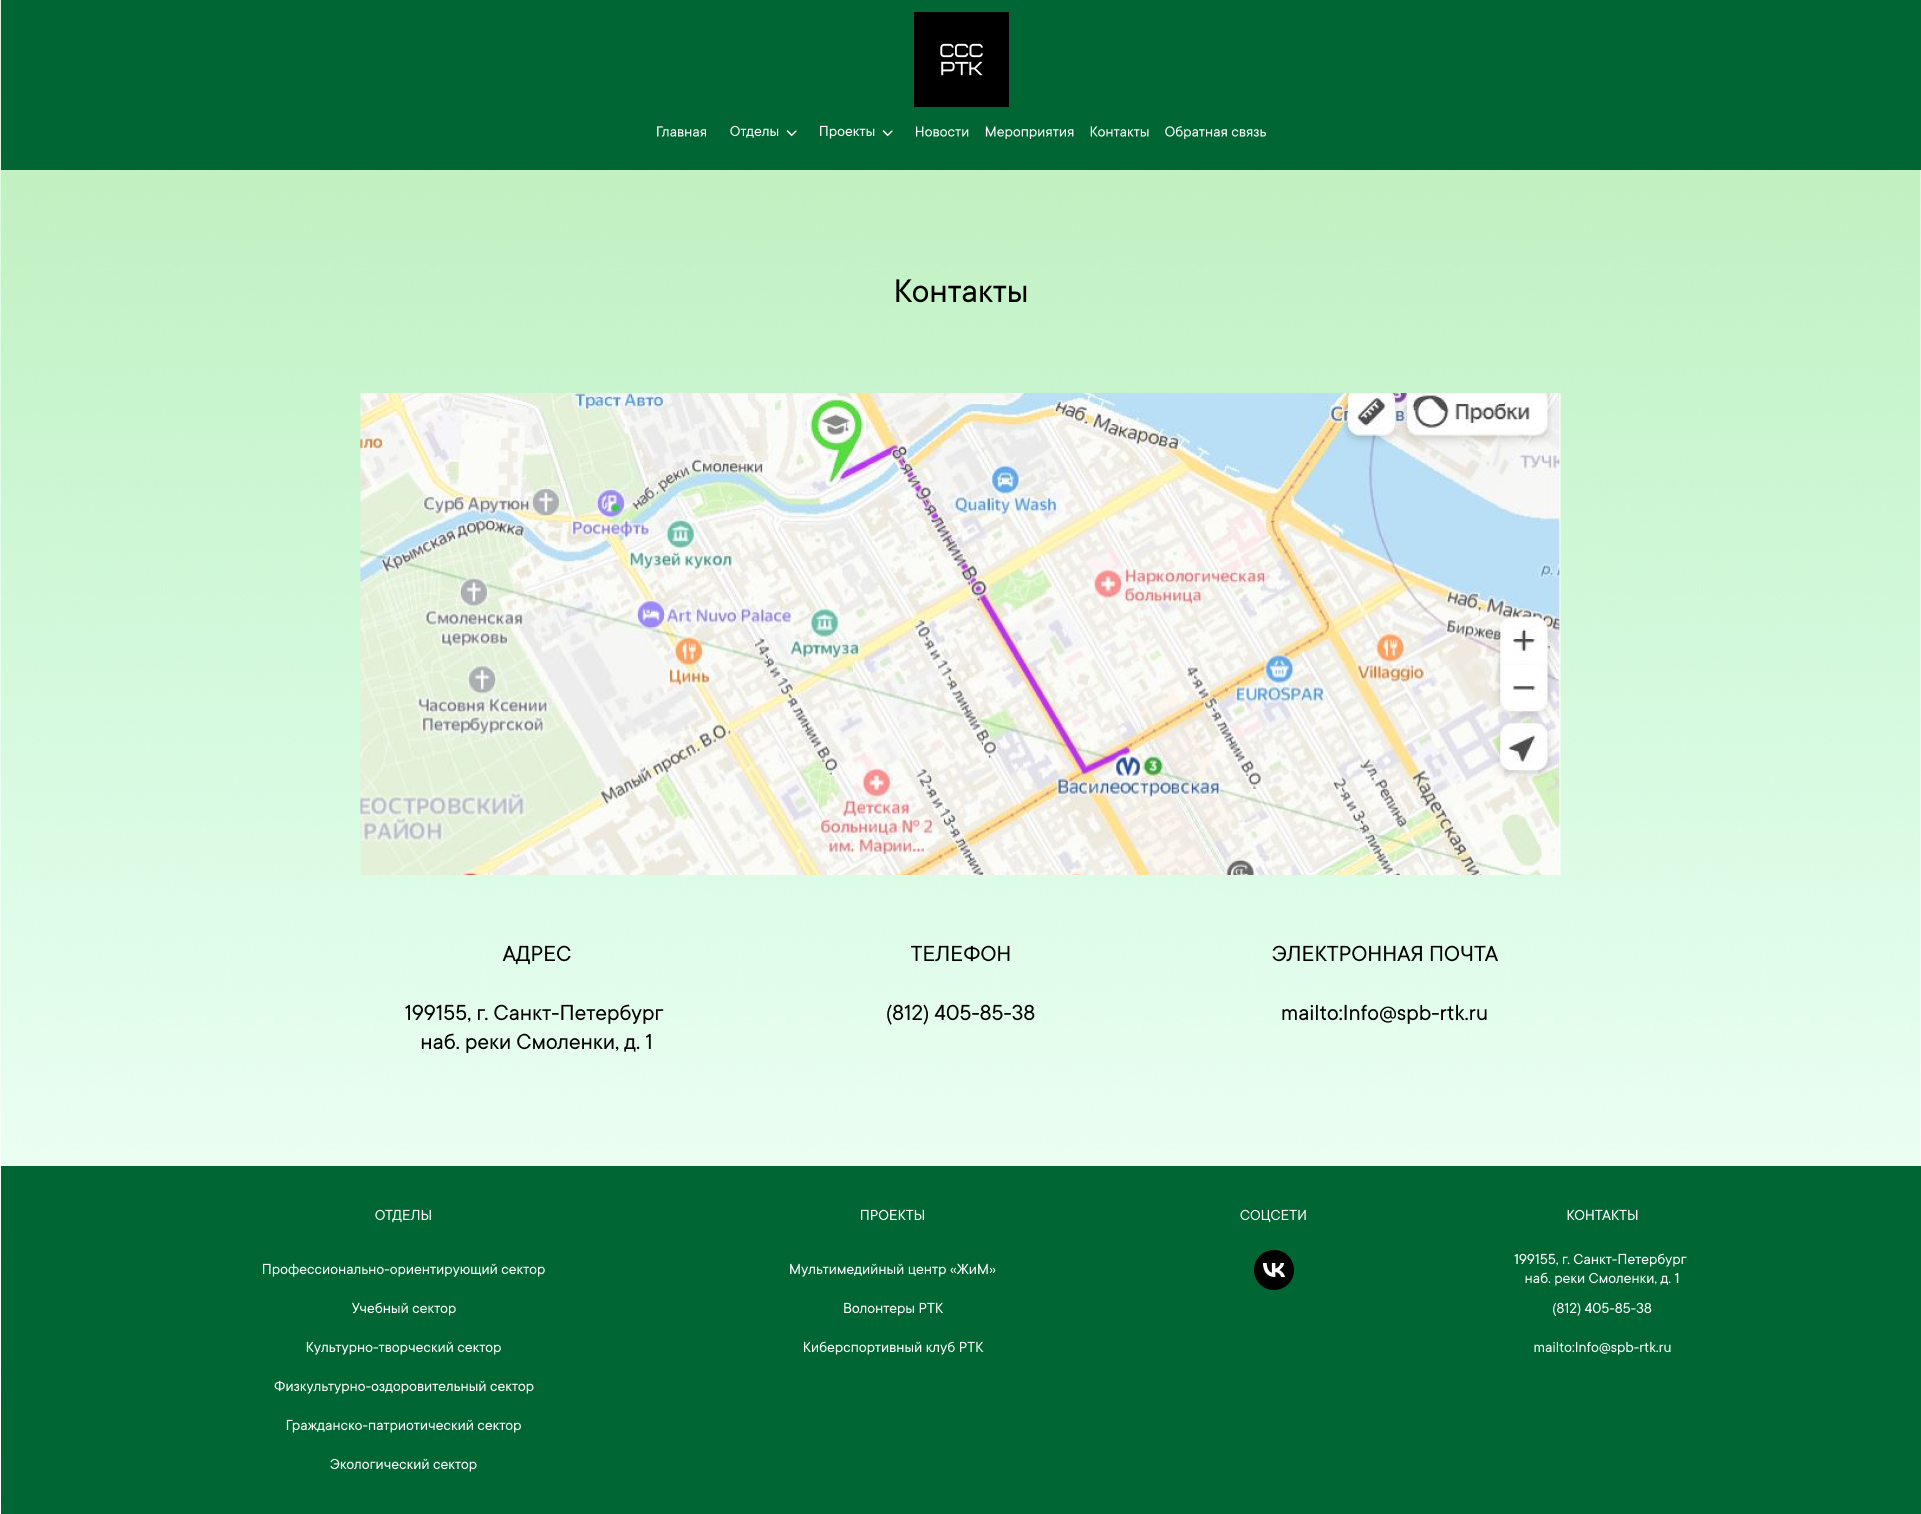 ССС
РТК
Главная Отделы Проекты Новости Мероприятия Контакты Обратная связь
Контакты
Траст Авто
наб. Макарова
Пробки
наб. реки Смоленки
8-я и 9-я линии В.О.
Сурб Арутюн
Роснефть
Quality Wash
Крымская дорожка
Музей кукол
Наркологическая
больница
Смоленская
церковь
Art Nuvo Palace
Артмуза
Цинь
14-я и 15-я линии В.О.
10-я и 11-я линии В.О.
4-я и 5-я линии В.О.
Villaggio
EUROSPAR
Часовня Ксении
Петербургской
Малый просп. В.О.
3
Василеостровская
ЕОСТРОВСКИЙ
РАЙОН
Детская
больница № 2
им. Марии...
12-я и 13-я линии
ул. Репина
2-я и 3-я линии
Кадетская ли
АДРЕС
199155, г. Санкт-Петербург
наб. реки Смоленки, д. 1
ТЕЛЕФОН
(812) 405-85-38
ЭЛЕКТРОННАЯ ПОЧТА
mailto:Info@spb-rtk.ru
ОТДЕЛЫ
Профессионально-ориентирующий сектор
Учебный сектор
Культурно-творческий сектор
Физкультурно-оздоровительный сектор
Гражданско-патриотический сектор
Экологический сектор
ПРОЕКТЫ
Мультимедийный центр «ЖиМ»
Волонтеры РТК
Киберспортивный клуб РТК
СОЦСЕТИ
КОНТАКТЫ
199155, г. Санкт-Петербург
наб. реки Смоленки, д. 1
(812) 405-85-38
mailto:Info@spb-rtk.ru